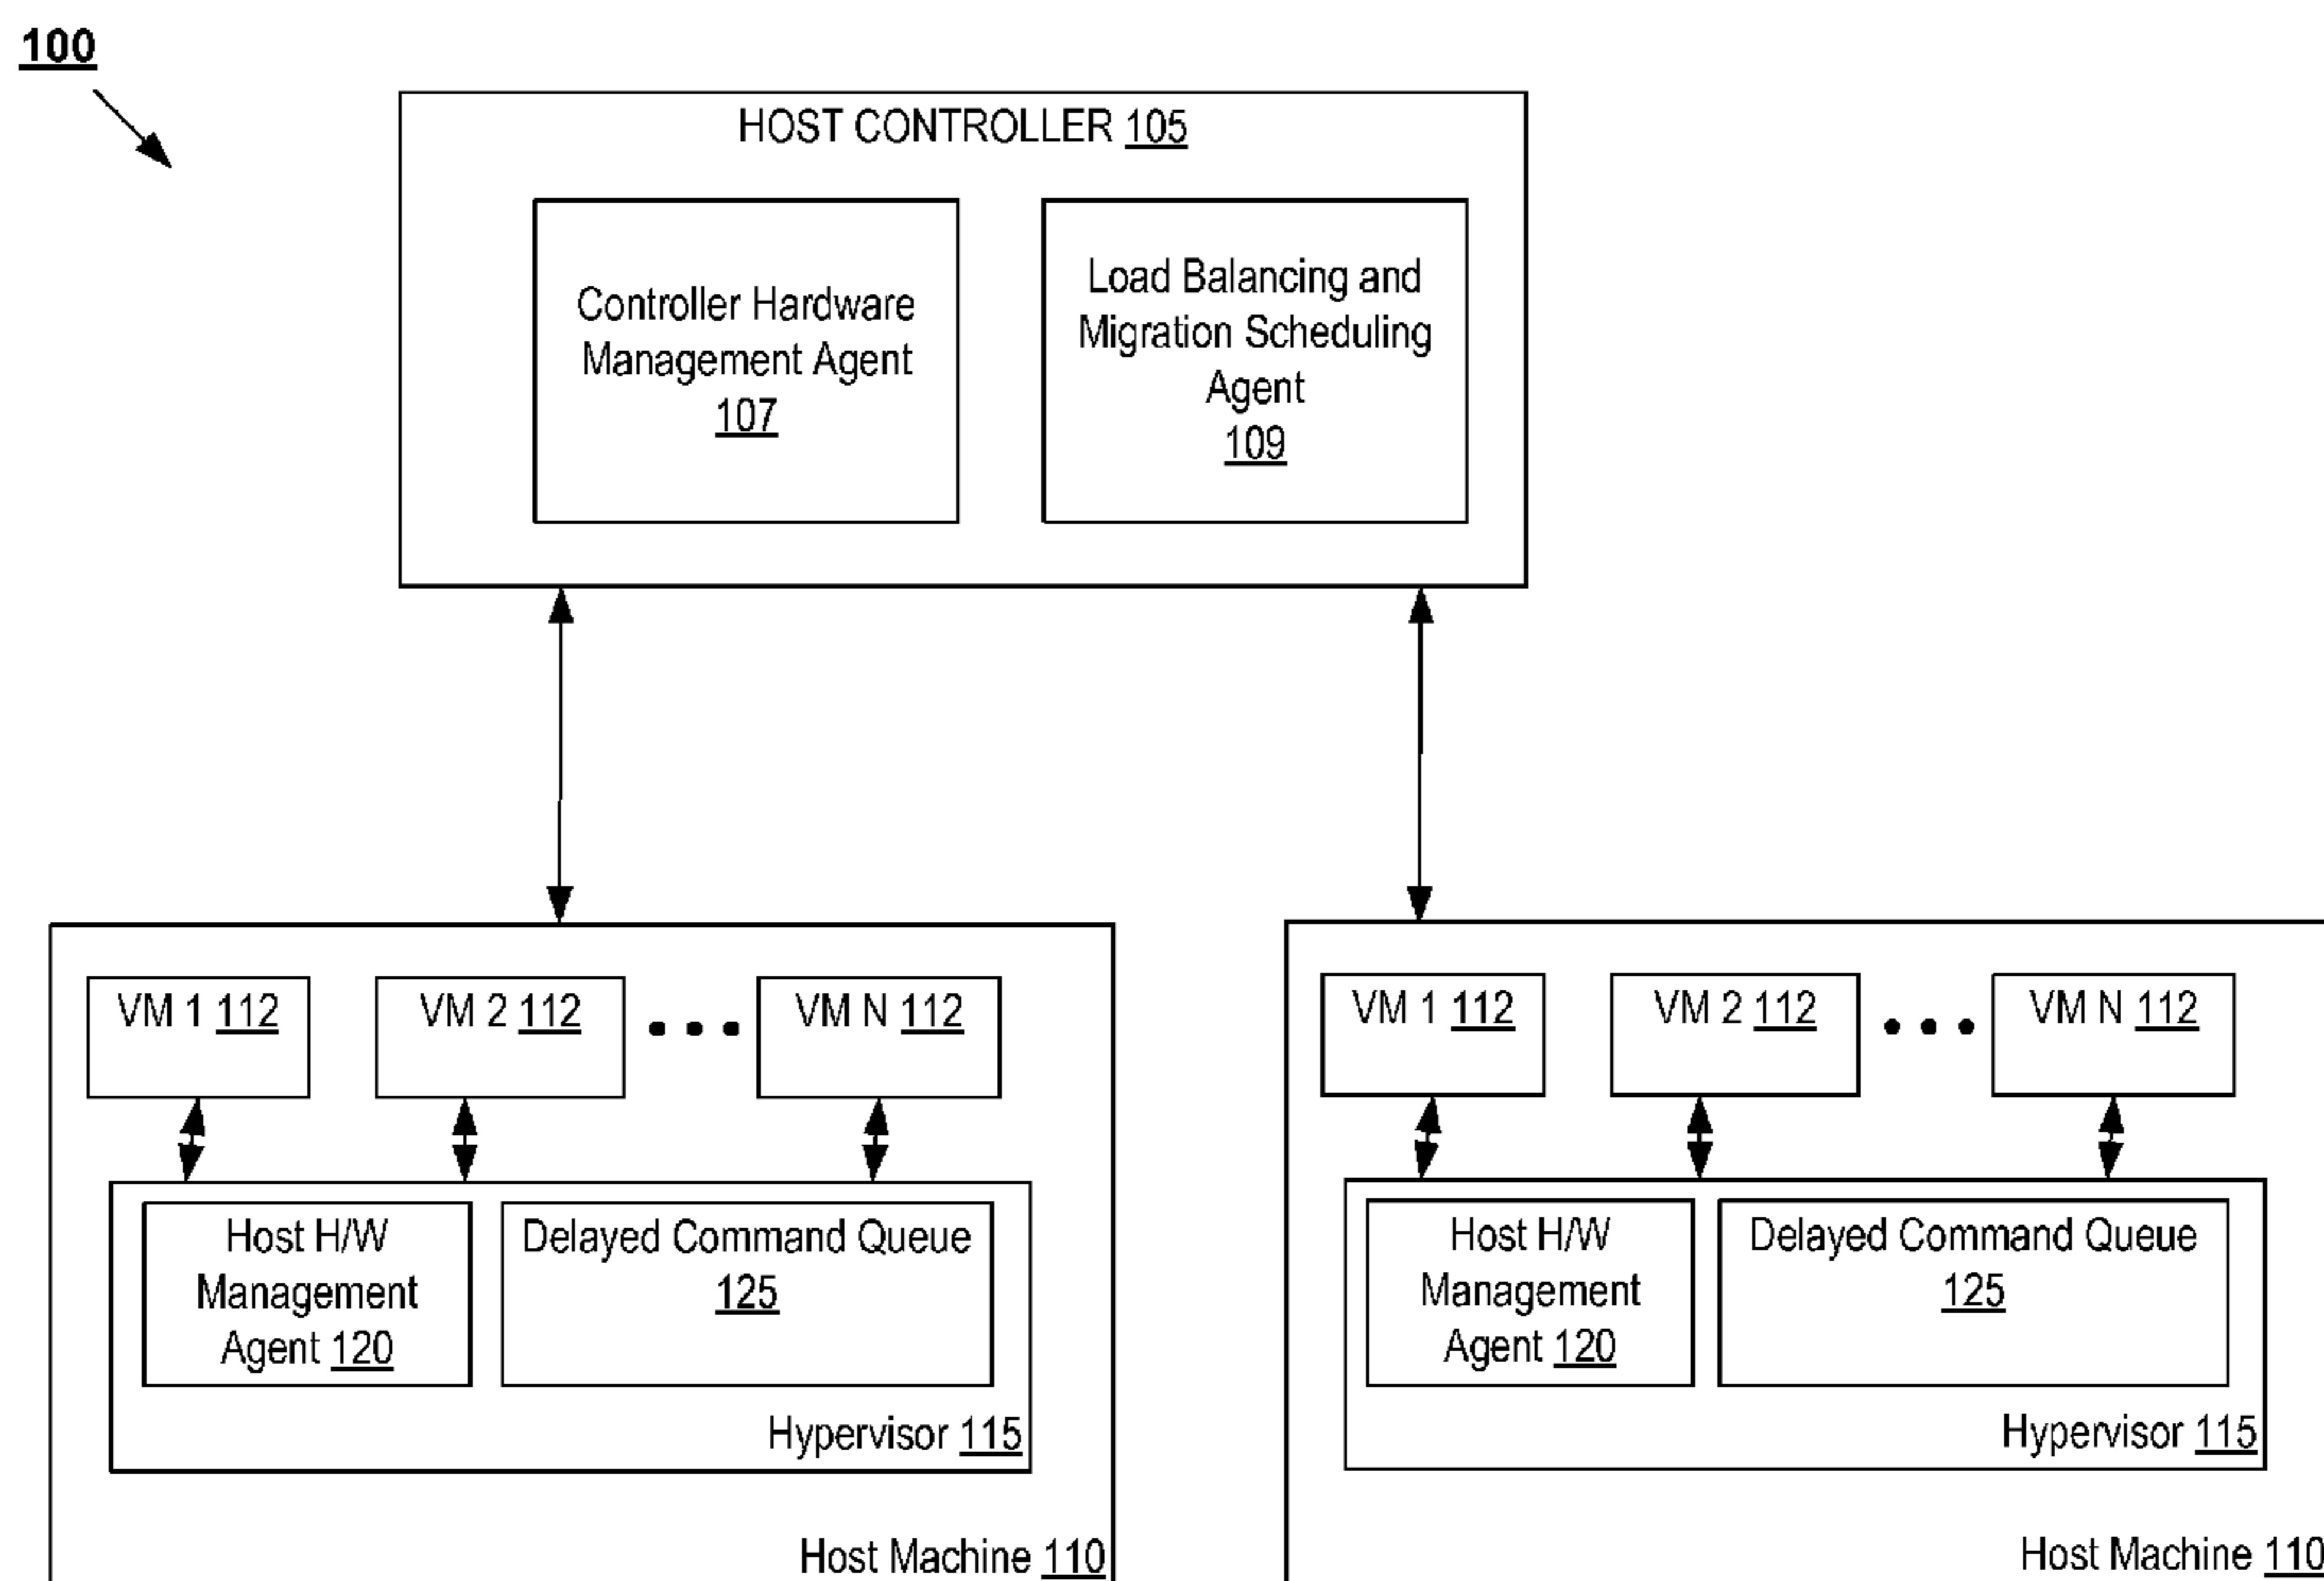 100
HOST CONTROLLER 105
Controller Hardware
Management Agent
107
Load Balancing and
Migration Scheduling
Agent
109
VM 1 112
VM 2 112
VM N 112
Host H/W
Management
Agent 120
Delayed Command Queue
125
Hypervisor 115
Host Machine 110
VM 1 112
VM 2 112
VM N 112
Host H/W
Management
Agent 120
Delayed Command Queue
125
Hypervisor 115
Host Machine 110